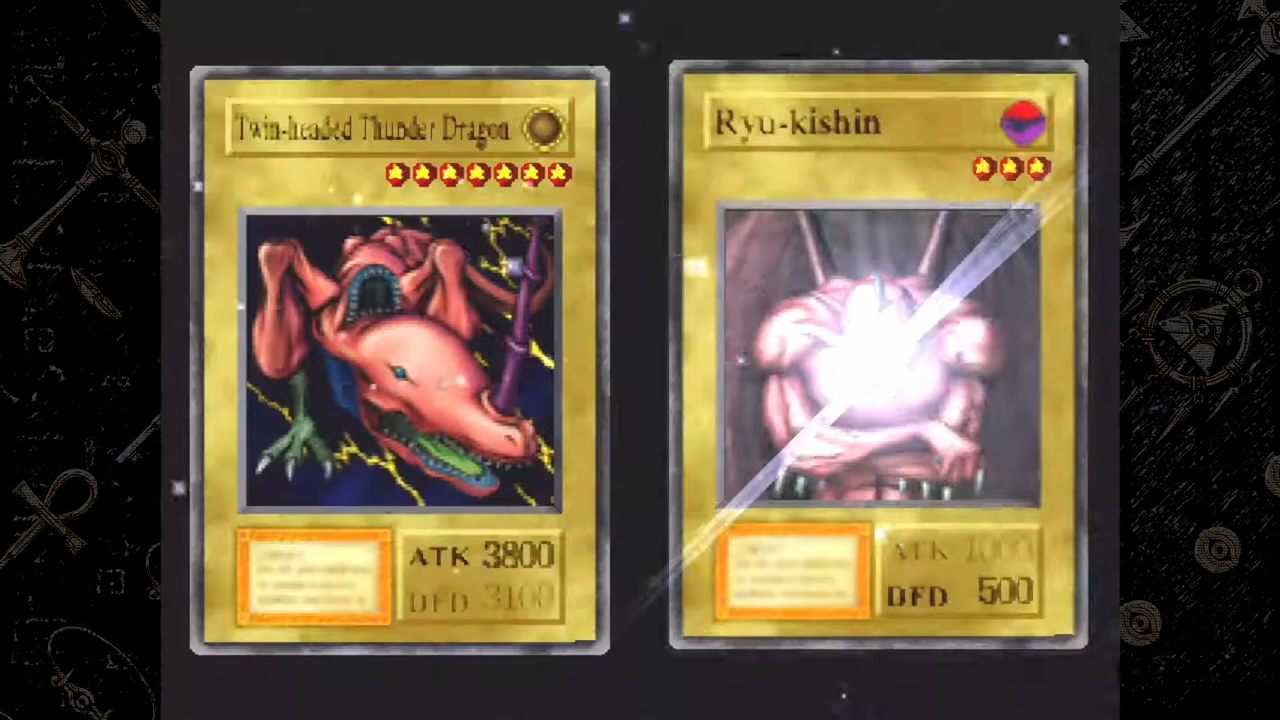 Twin-headed Thunder Dragon
ATK 3800
DFD 3100
Ryu-kishin
ATK 1000
DFD 500